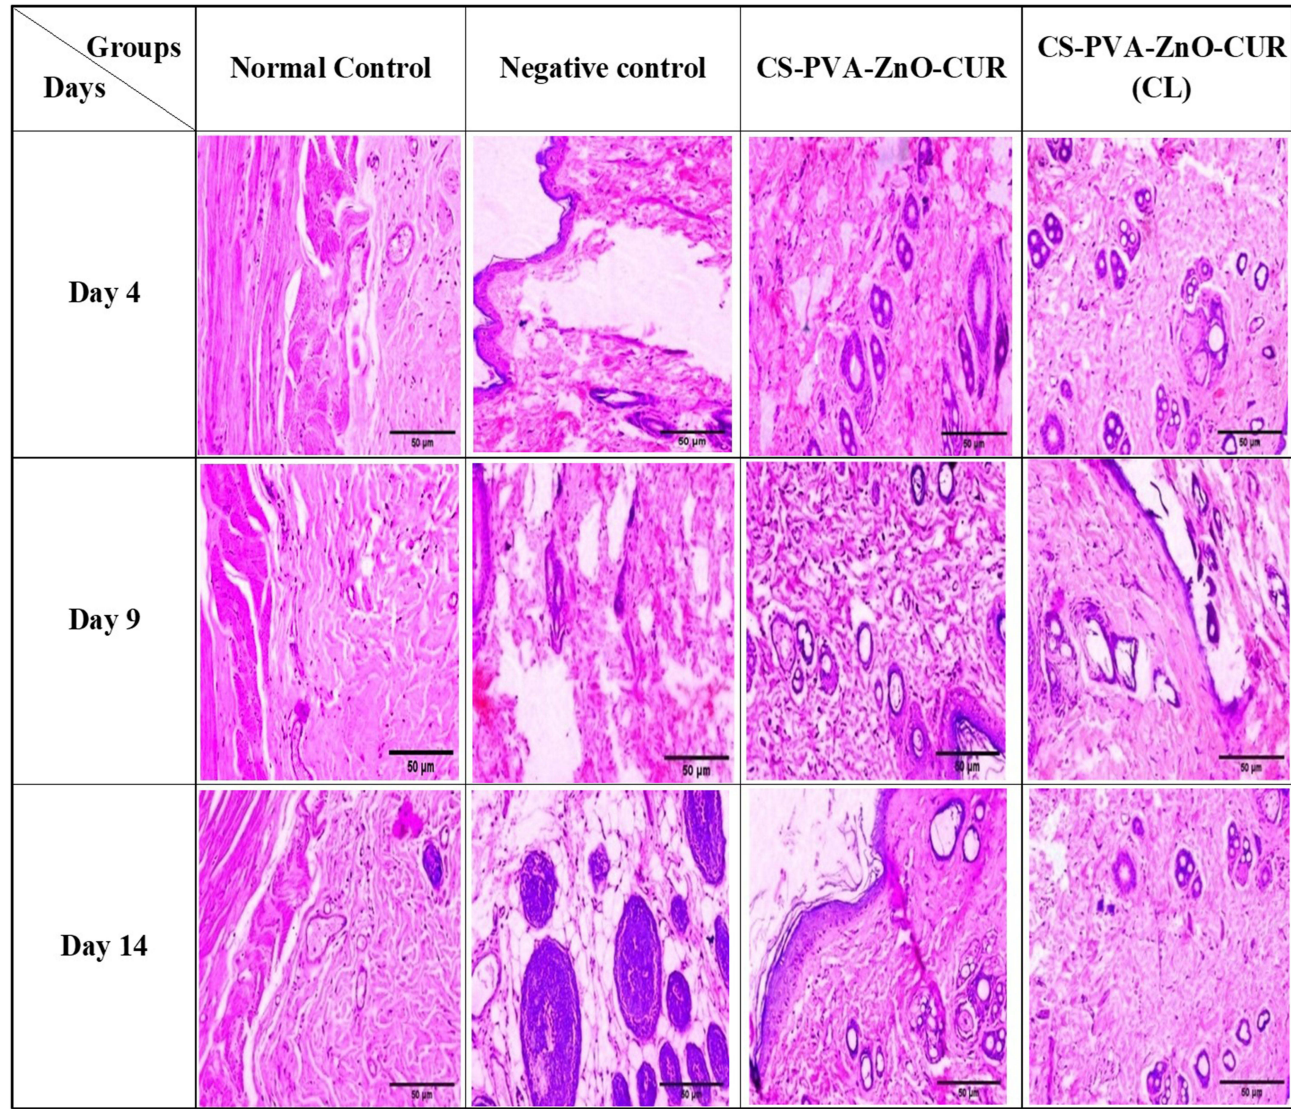 Groups
Days
Normal Control
Negative control
CS-PVA-ZnO-CUR
CS-PVA-ZnO-CUR
(CL)
Day 4
50 µm
50 µm
50 µm
50 µm
Day 9
50 µm
50 µm
50 µm
50 µm
Day 14
50 µm
50 µm
50 µm
50 µm